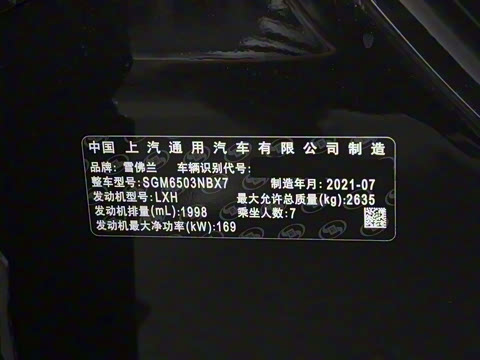 中国 上汽通用汽车有限公司制造
品牌: 雪佛兰 车辆识别代号:
整车型号: SGM6503NBX7 制造年月: 2021-07
发动机型号: LXH 最大允许总质量(kg): 2635
发动机排量(mL): 1998 乘坐人数: 7
发动机最大净功率(kW): 169